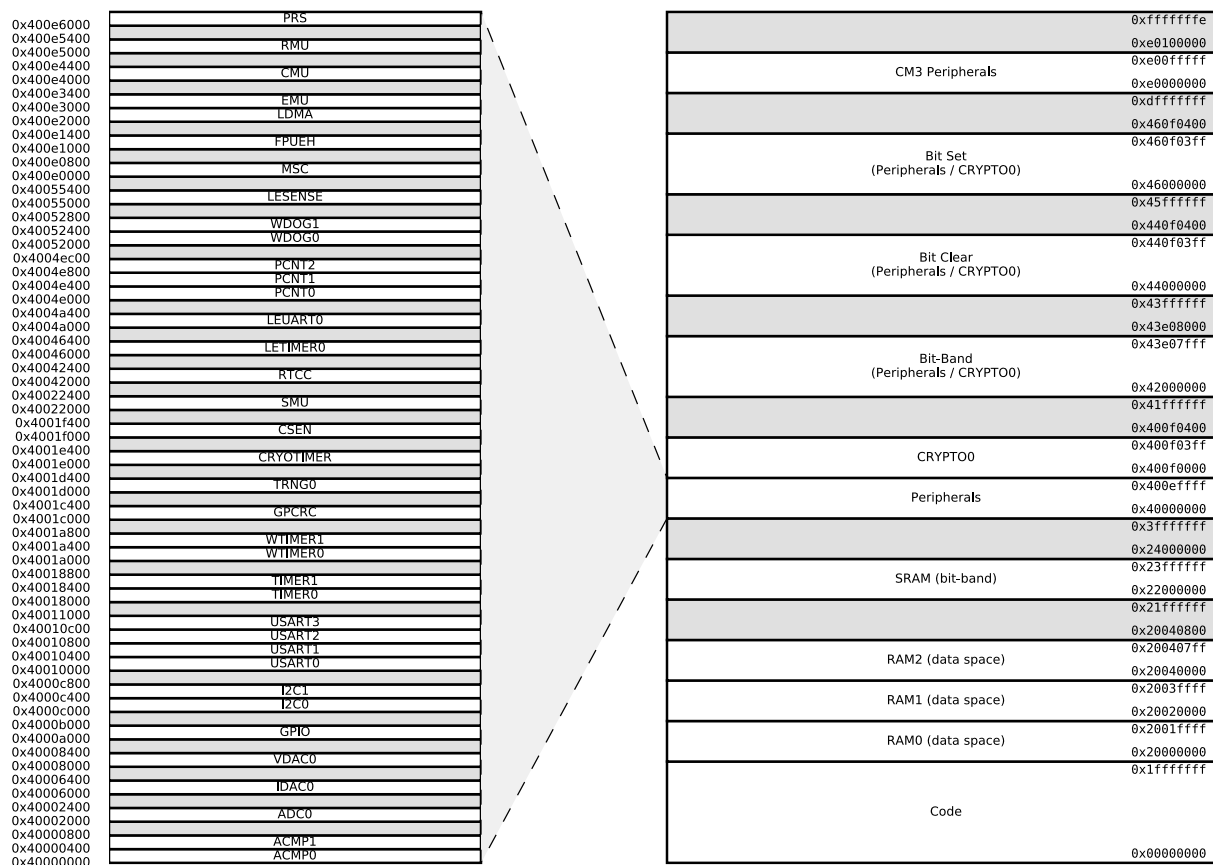 0x400e6000
PRS
0x400e5400
0x400e5000
RMU
0x400e4400
0x400e4000
CMU
0x400e3400
0x400e3000
EMU
0x400e2000
LDMA
0x400e1400
0x400e1000
FPUEH
0x400e0800
0x400e0000
MSC
0x40055400
0x40055000
LESENSE
0x40052800
0x40052400
WDOG1
0x40052000
WDOG0
0x4004ec00
0x4004e800
PCNT2
0x4004e400
PCNT1
0x4004e000
PCNT0
0x4004a400
0x4004a000
LEUART0
0x40046400
0x40046000
LETIMER0
0x40042400
0x40042000
RTCC
0x40022400
0x40022000
SMU
0x4001f400
0x4001f000
CSEN
0x4001e400
0x4001e000
CRYOTIMER
0x4001d400
0x4001d000
TRNG0
0x4001c400
0x4001c000
GPCRC
0x4001a800
0x4001a400
WTIMER1
0x4001a000
WTIMER0
0x40018800
0x40018400
TIMER1
0x40018000
TIMER0
0x40011000
0x40010c00
USART3
0x40010800
USART2
0x40010400
USART1
0x40010000
USART0
0x4000c800
0x4000c400
I2C1
0x4000c000
I2C0
0x4000b000
0x4000a000
GPIO
0x40008400
0x40008000
VDAC0
0x40006400
0x40006000
IDAC0
0x40002400
0x40002000
ADC0
0x40000800
0x40000400
ACMP1
0x40000000
ACMP0
0xfffffffe
0xe0100000
0xe00fffff
CM3 Peripherals
0xe0000000
0xdfffffff
0x460f0400
0x460f03ff
Bit Set
(Peripherals / CRYPTO0)
0x46000000
0x45ffffff
0x440f0400
0x440f03ff
Bit Clear
(Peripherals / CRYPTO0)
0x44000000
0x43ffffff
0x43e08000
0x43e07fff
Bit-Band
(Peripherals / CRYPTO0)
0x42000000
0x41ffffff
0x400f0400
0x400f03ff
CRYPTO0
0x400f0000
0x400effff
Peripherals
0x40000000
0x3fffffff
0x24000000
0x23ffffff
SRAM (bit-band)
0x22000000
0x21ffffff
0x20040800
0x200407ff
RAM2 (data space)
0x20040000
0x2003ffff
RAM1 (data space)
0x20020000
0x2001ffff
RAM0 (data space)
0x20000000
0x1fffffff
Code
0x00000000